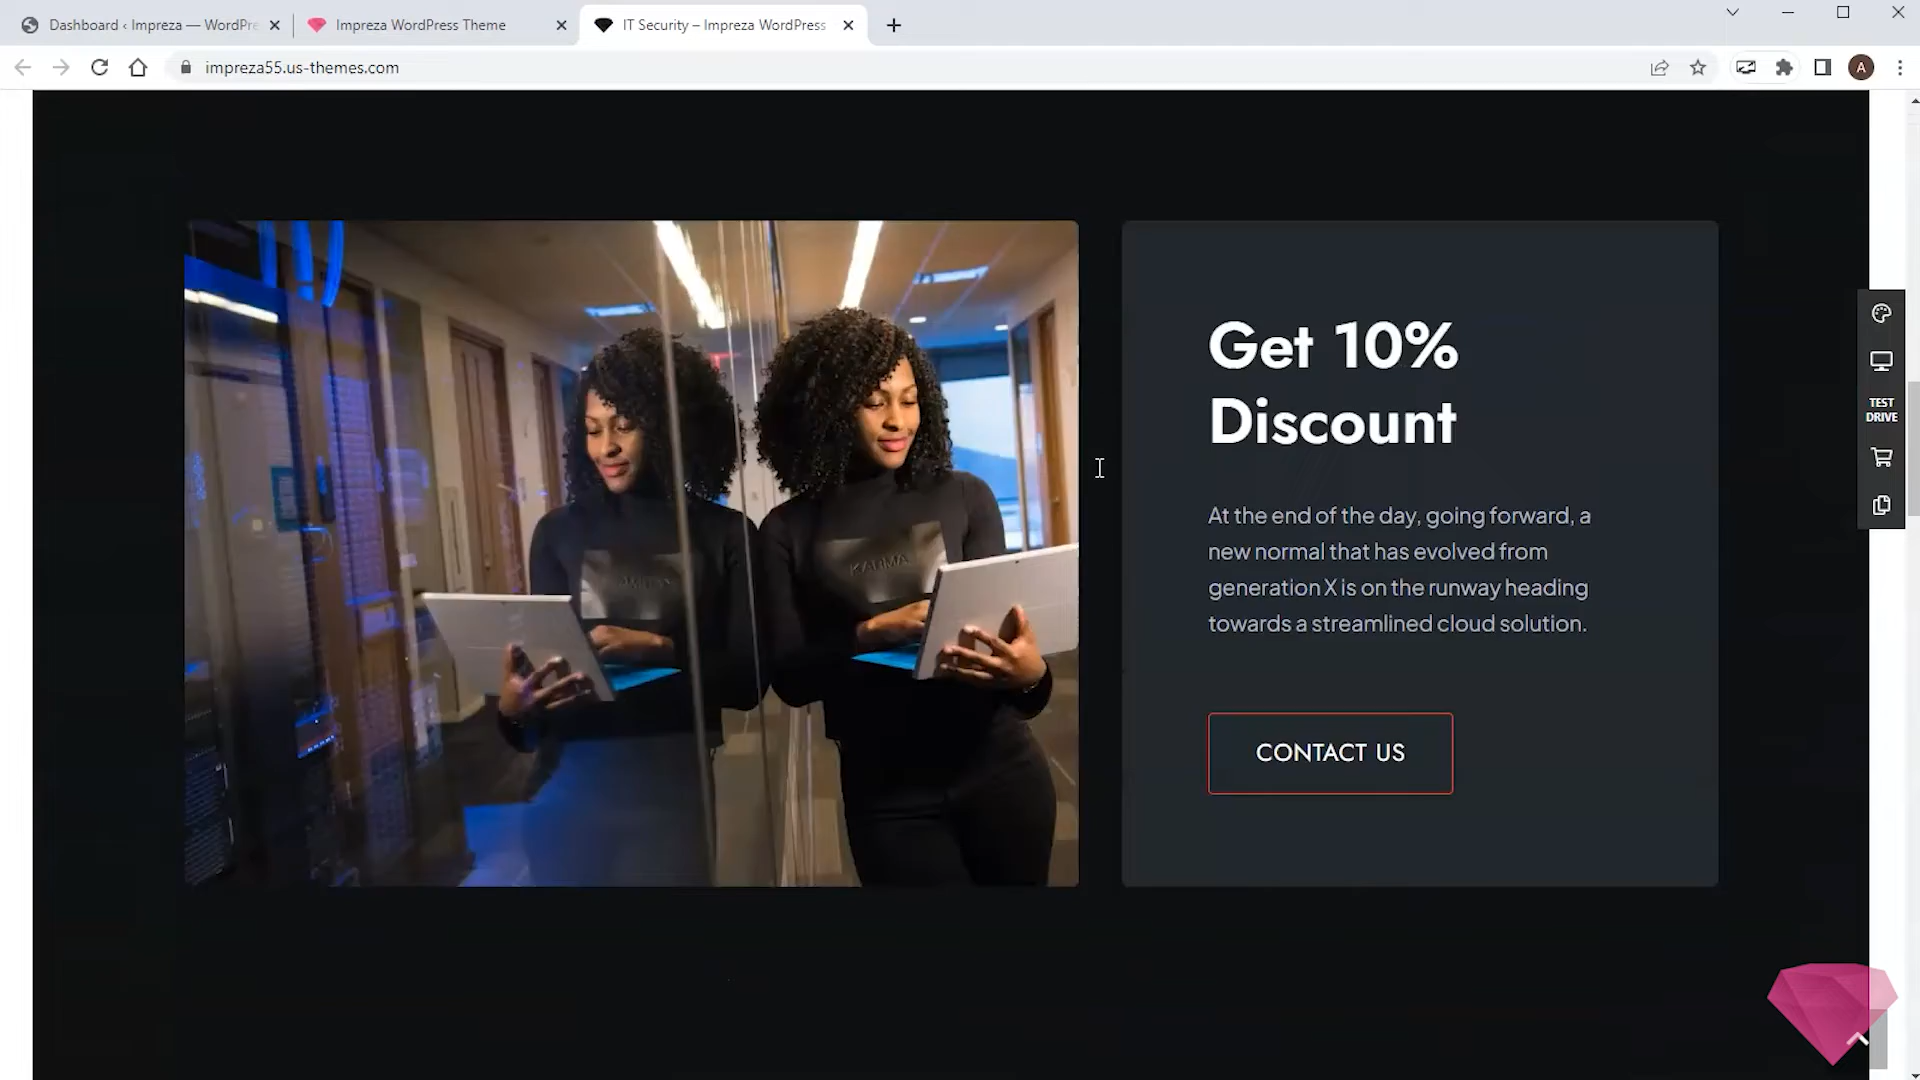 Dashboard ‹ Impreza — WordPre
Impreza WordPress Theme
IT Security – Impreza WordPress
impreza55.us-themes.com
A
TEST
DRIVE
KARMA
Get 10%
Discount
At the end of the day, going forward, a
new normal that has evolved from
generation X is on the runway heading
towards a streamlined cloud solution.
CONTACT US